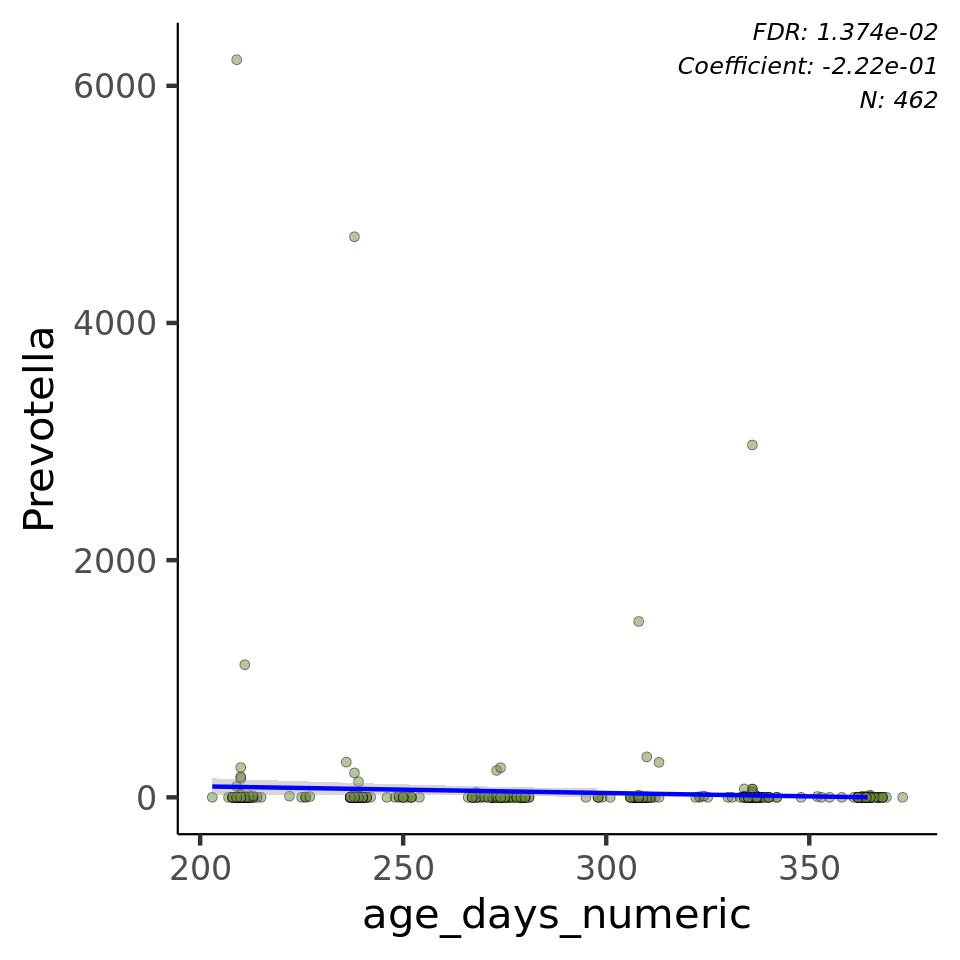 FDR: 1.374e-02
Coefficient: -2.22e-01
N: 462
6000
4000
2000
0
Prevotella
200 250 300 350
age_days_numeric